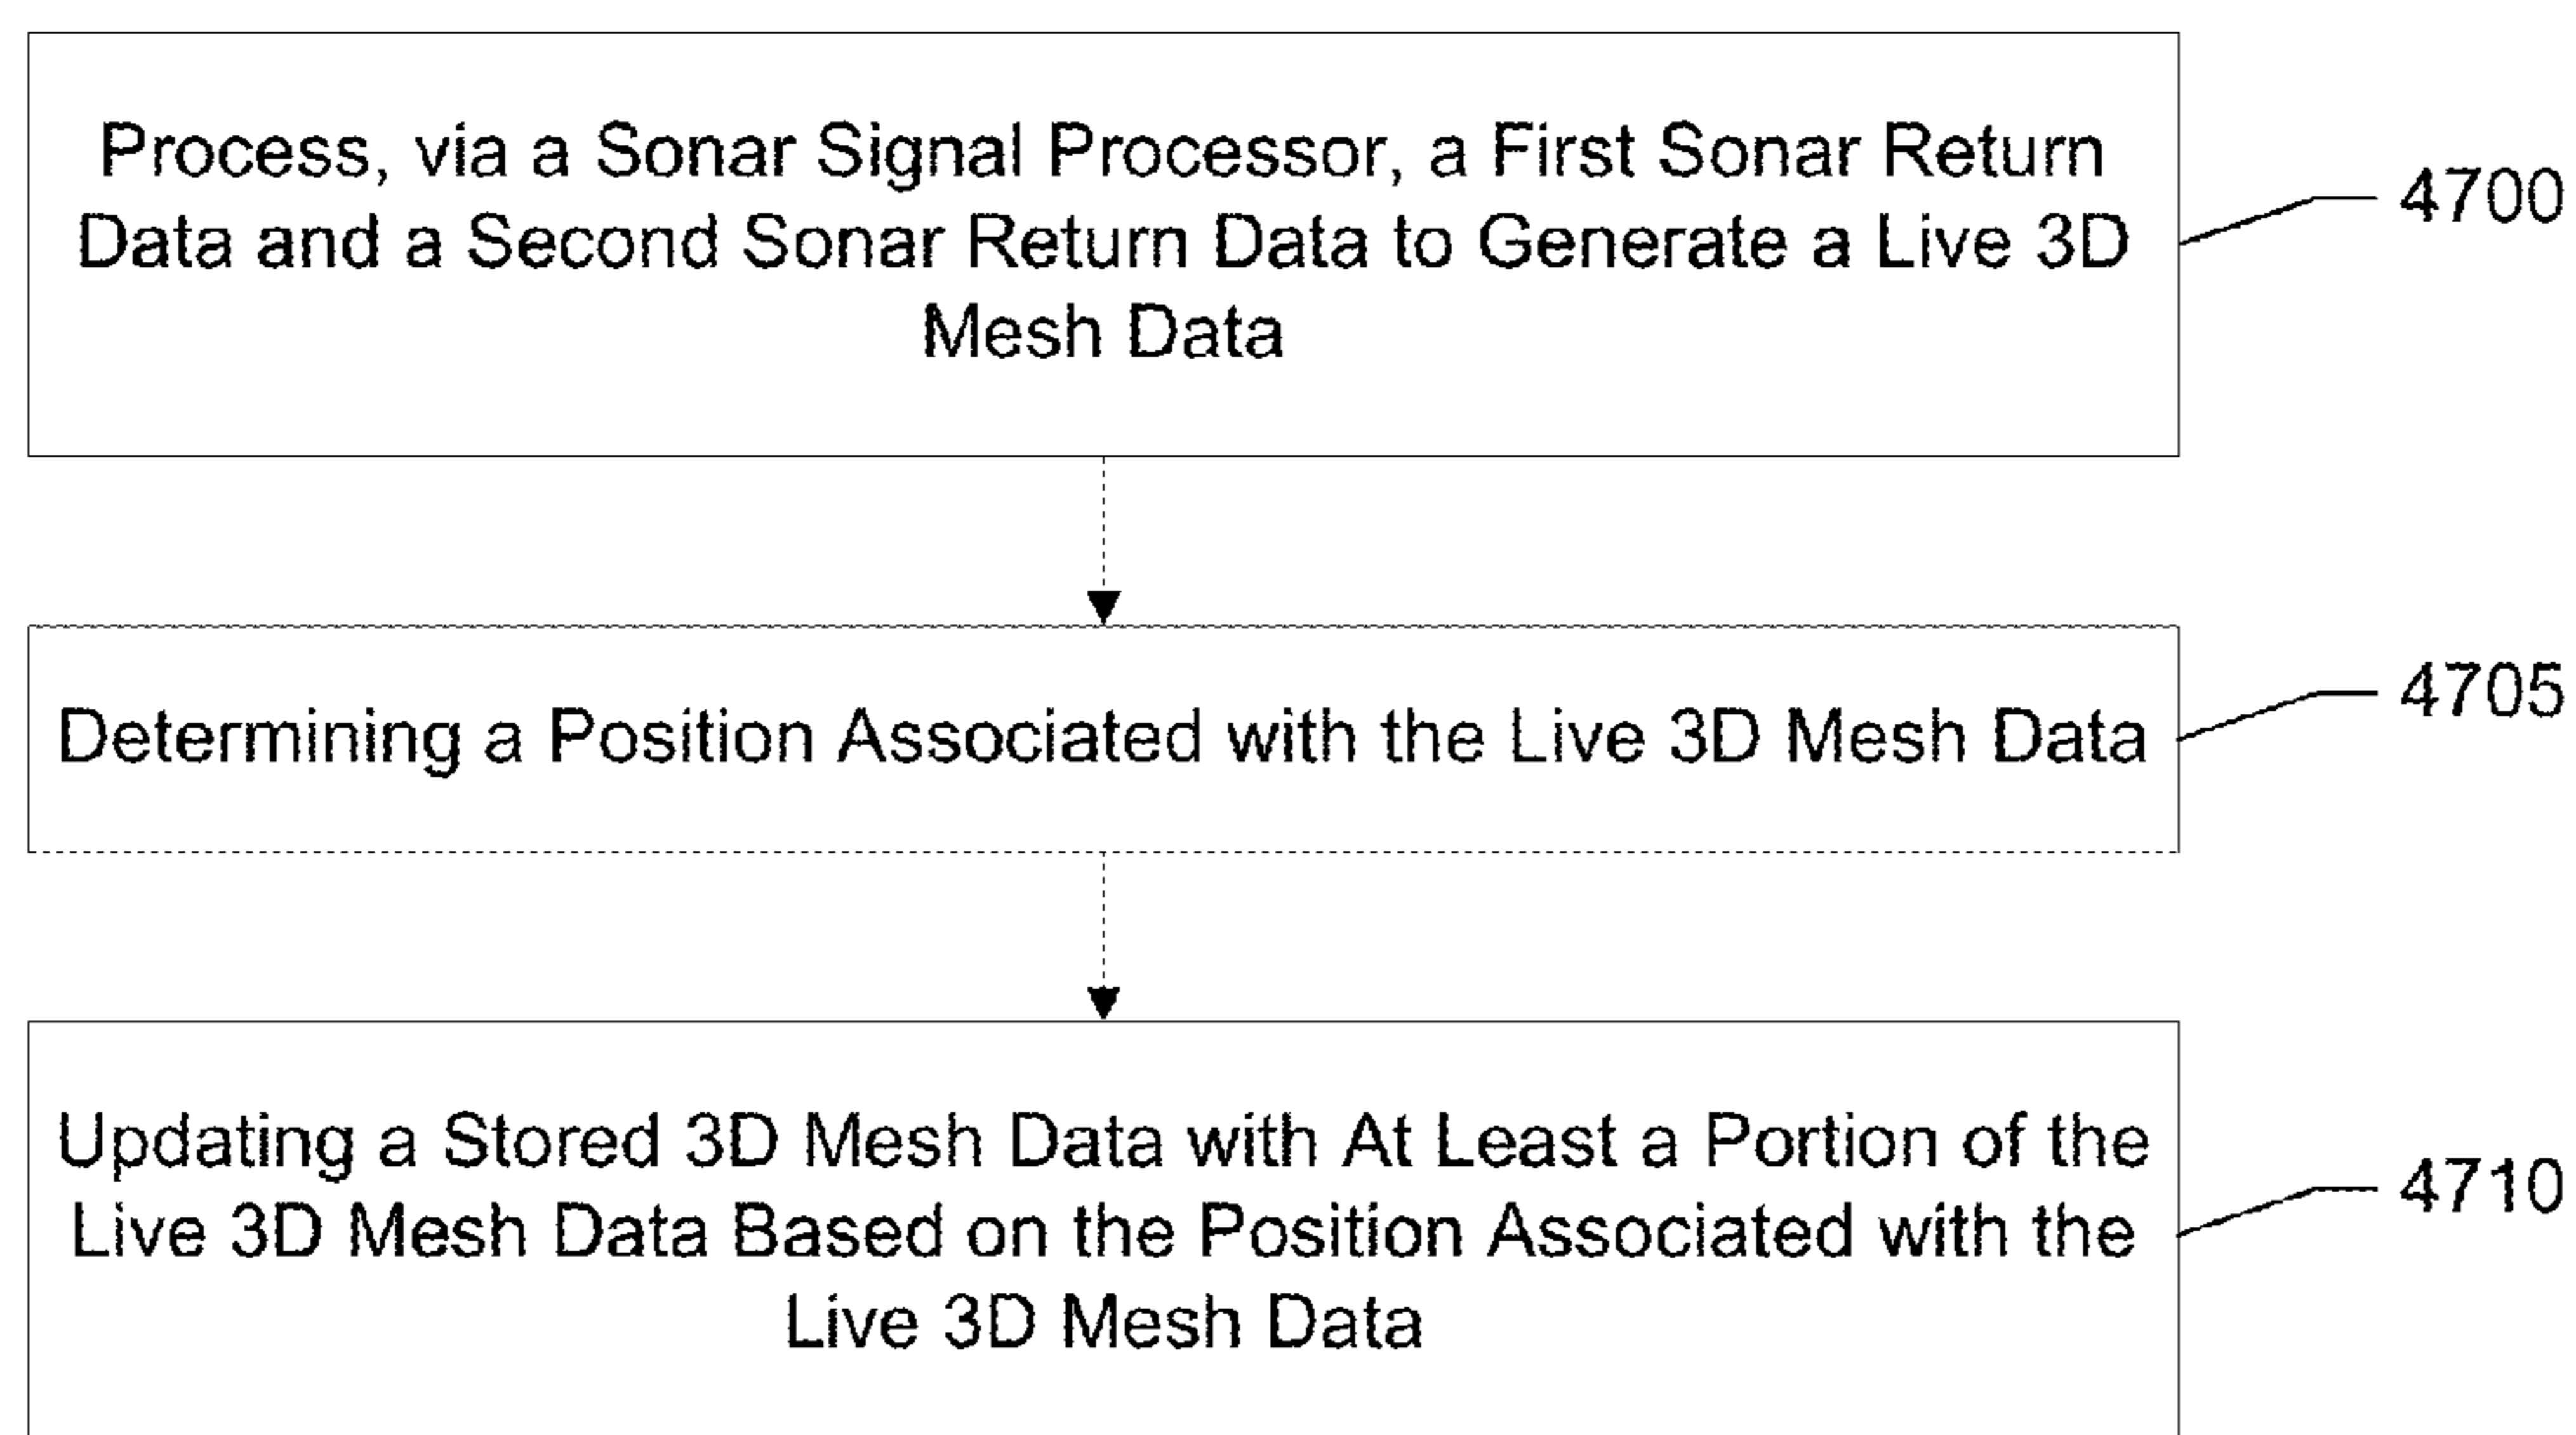 Process, via a Sonar Signal Processor, a First Sonar Return
Data and a Second Sonar Return Data to Generate a Live 3D
Mesh Data
4700
Determining a Position Associated with the Live 3D Mesh Data
4705
Updating a Stored 3D Mesh Data with At Least a Portion of the
Live 3D Mesh Data Based on the Position Associated with the
Live 3D Mesh Data
4710